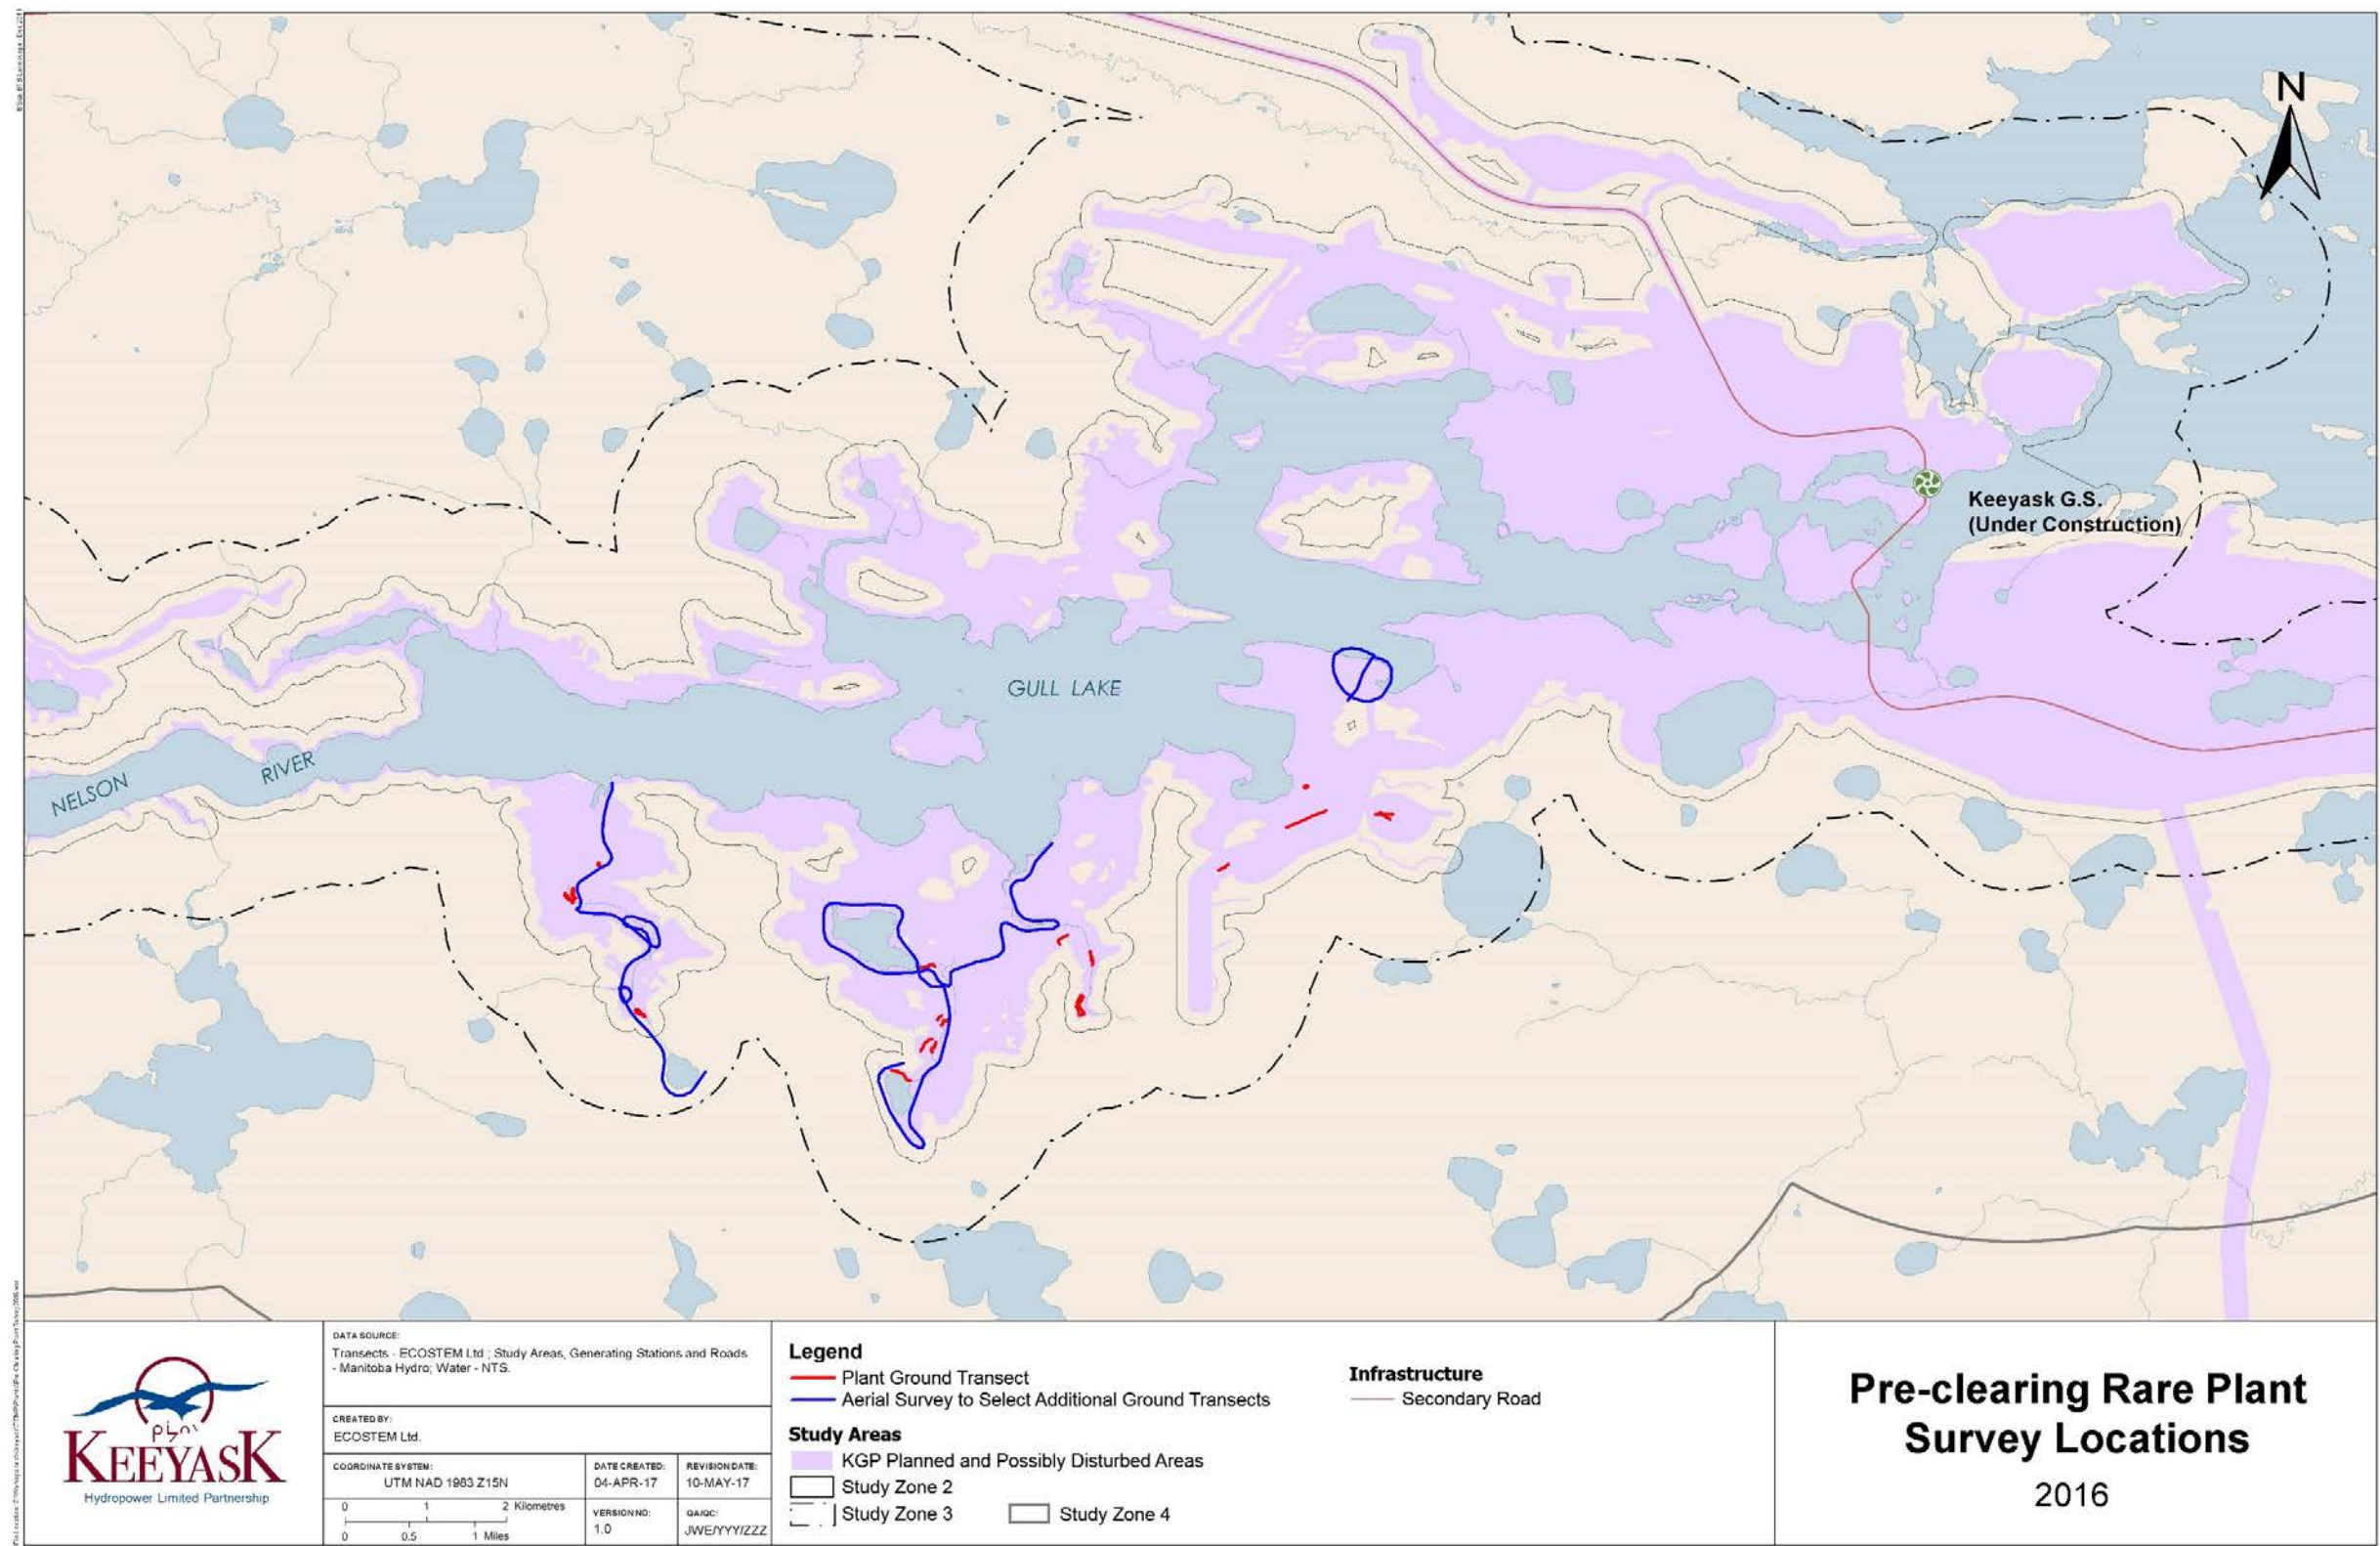 N
Keeyask G.S.
(Under Construction)
GULL LAKE
NELSON
RIVER
ᑭᔭᐢᐠ
KEEYASK
Hydropower Limited Partnership
DATA SOURCE:
Transects - ECOSTEM Ltd.; Study Areas, Generating Stations and Roads
- Manitoba Hydro; Water - NTS.
CREATED BY:
ECOSTEM Ltd.
COORDINATE SYSTEM:
UTM NAD 1983 Z15N
DATE CREATED:
04-APR-17
REVISION DATE:
10-MAY-17
0 1 2 Kilometres
0 0.5 1 Miles
VERSION NO:
1.0
QA/QC:
JWE/YYY/ZZZ
Legend
Plant Ground Transect
Aerial Survey to Select Additional Ground Transects
Study Areas
KGP Planned and Possibly Disturbed Areas
Study Zone 2
Study Zone 3
Study Zone 4
Infrastructure
Secondary Road
Pre-clearing Rare Plant
Survey Locations
2016